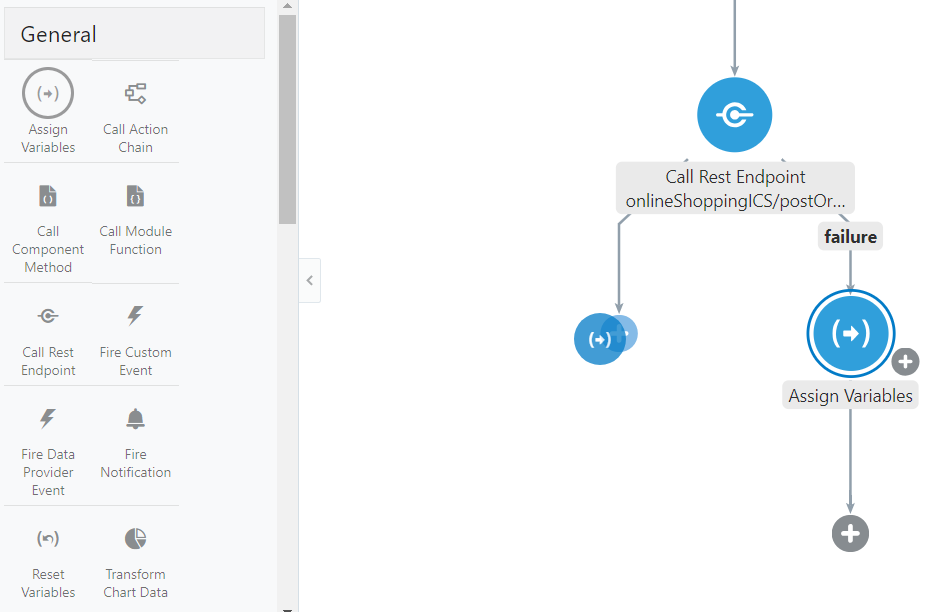 General
Assign
Variables
Call Action
Chain
Call
Component
Method
Call Module
Function
Call Rest
Endpoint
Fire Custom
Event
Fire Data
Provider
Event
Fire
Notification
Reset
Variables
Transform
Chart Data
Call Rest Endpoint
onlineShoppingICS/postOr...
failure
Assign Variables